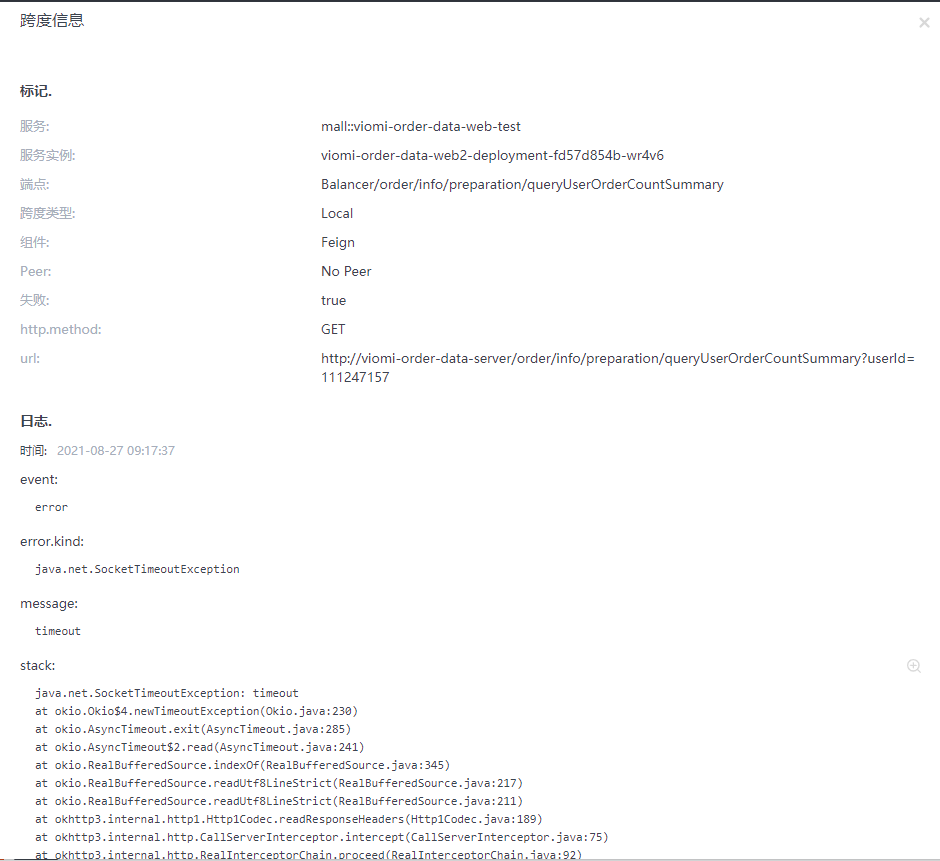 跨度信息
标记.
服务: mall::viomi-order-data-web-test
服务实例: viomi-order-data-web2-deployment-fd57d854b-wr4v6
端点: Balancer/order/info/preparation/queryUserOrderCountSummary
跨度类型: Local
组件: Feign
Peer: No Peer
失败: true
http.method: GET
url: http://viomi-order-data-server/order/info/preparation/queryUserOrderCountSummary?userId=
111247157
日志.
时间: 2021-08-27 09:17:37
event:
error
error.kind:
java.net.SocketTimeoutException
message:
timeout
stack:
java.net.SocketTimeoutException: timeout
at okio.Okio$4.newTimeoutException(Okio.java:230)
at okio.AsyncTimeout.exit(AsyncTimeout.java:285)
at okio.AsyncTimeout$2.read(AsyncTimeout.java:241)
at okio.RealBufferedSource.indexOf(RealBufferedSource.java:345)
at okio.RealBufferedSource.readUtf8LineStrict(RealBufferedSource.java:217)
at okio.RealBufferedSource.readUtf8LineStrict(RealBufferedSource.java:211)
at okhttp3.internal.http1.Http1Codec.readResponseHeaders(Http1Codec.java:189)
at okhttp3.internal.http.CallServerInterceptor.intercept(CallServerInterceptor.java:75)
at okhttp3.internal.http.RealInterceptorChain.proceed(RealInterceptorChain.java:92)